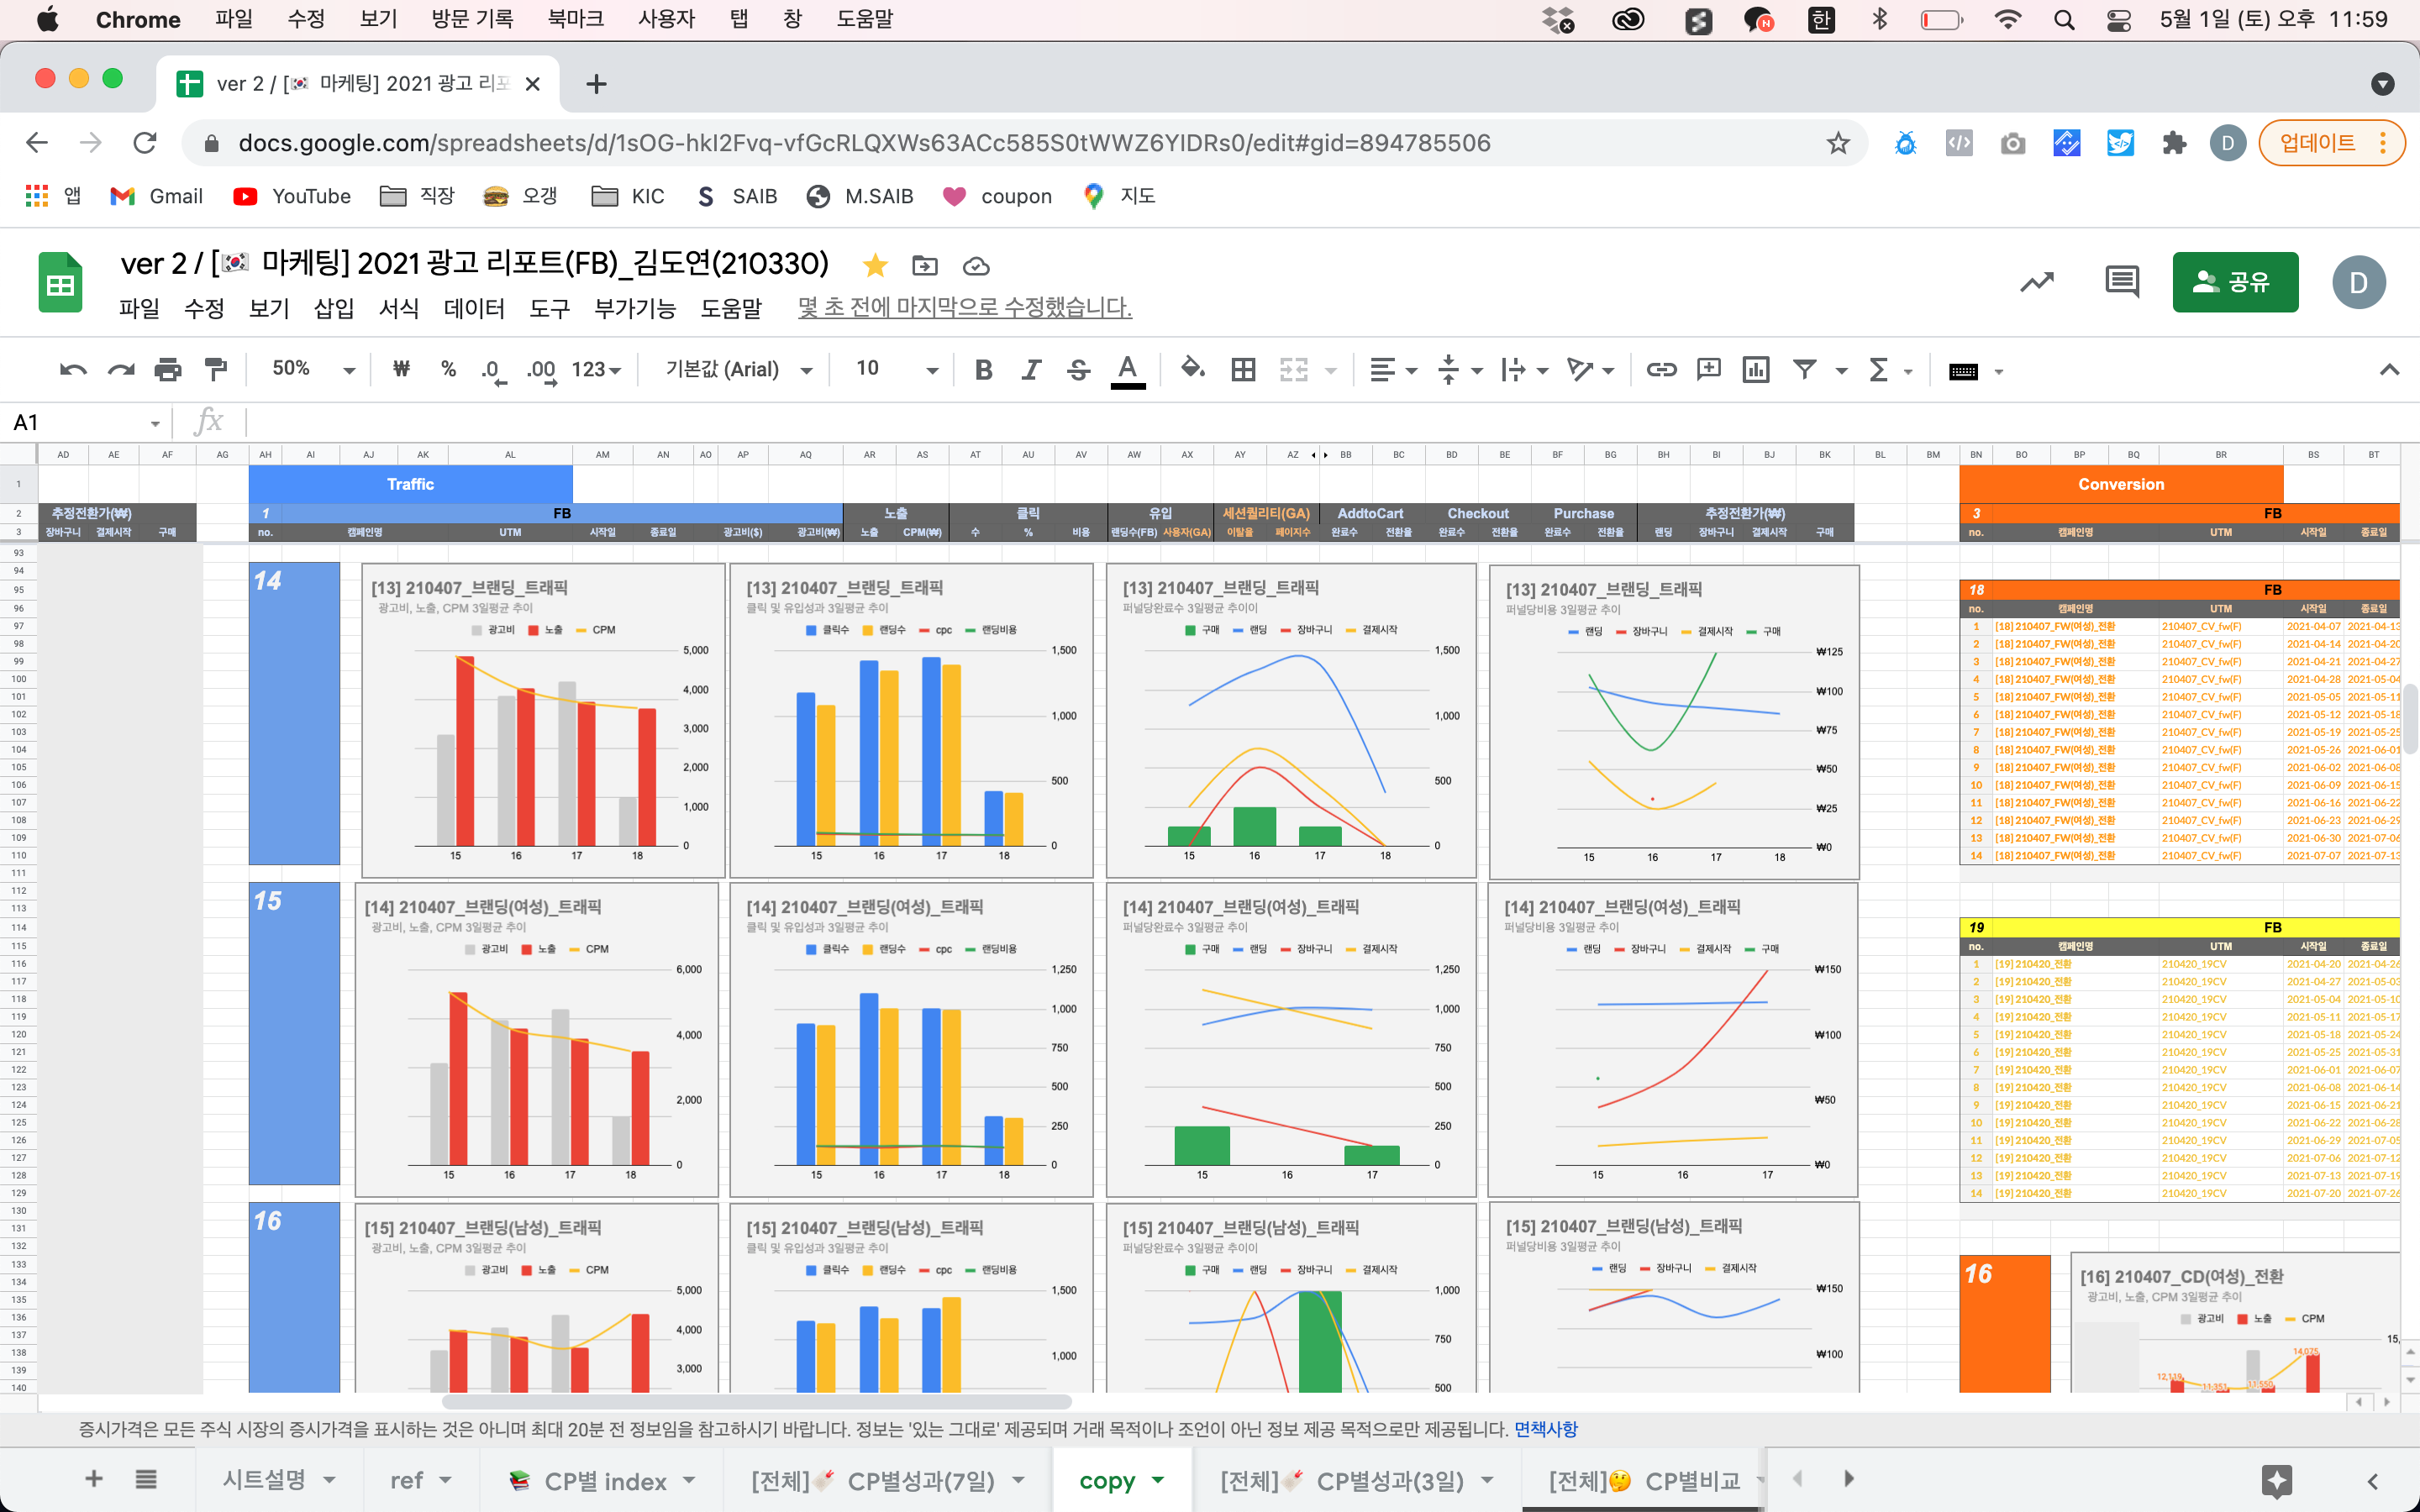 Chrome 파일 수정 보기 방문 기록 북마크 사용자 탭 창 도움말 한 5월 1일 (토) 오후 11:59
ver 2 / [🇰🇷 마케팅] 2021 광고 리포
docs.google.com/spreadsheets/d/1sOG-hkI2Fvq-vfGcRLQXWs63ACc585S0tWWZ6YIDRs0/edit#gid=894785506 D 업데이트
앱 Gmail YouTube 직장 오갱 KIC SAIB M.SAIB coupon 지도
ver 2 / [🇰🇷 마케팅] 2021 광고 리포트(FB)_김도연(210330)
파일 수정 보기 삽입 서식 데이터 도구 부가기능 도움말 몇 초 전에 마지막으로 수정했습니다.
공유 D
50% ₩ % .0 .00 123 기본값 (Arial) 10
A1 fx
AD AE AF AG AH AI AJ AK AL AM AN AO AP AQ AR AS AT AU AV AW AX AY AZ BB BC BD BE BF BG BH BI BJ BK BL BM BN BO BP BQ BR BS BT
1 Traffic Conversion
2 추정전환가(₩) 1 FB 노출 클릭 유입 세션퀄리티(GA) AddtoCart Checkout Purchase 추정전환가(₩) 3 FB
3 장바구니 결제시작 구매 no. 캠페인명 UTM 시작일 종료일 광고비($) 광고비(₩) 노출 CPM(₩) 수 % 비용 랜딩수(FB) 사용자(GA) 이탈율 페이지수 완료수 전환율 완료수 전환율 완료수 전환율 랜딩 장바구니 결제시작 구매 no. 캠페인명 UTM 시작일 종료일
14
[13] 210407_브랜딩_트래픽
광고비, 노출, CPM 3일평균 추이
광고비 노출 CPM
5,000
4,000
3,000
2,000
1,000
0
15 16 17 18
[13] 210407_브랜딩_트래픽
클릭 및 유입성과 3일평균 추이
클릭수 랜딩수 cpc 랜딩비용
1,500
1,000
500
0
15 16 17 18
[13] 210407_브랜딩_트래픽
퍼널당완료수 3일평균 추이이
구매 랜딩 장바구니 결제시작
1,500
1,000
500
0
15 16 17 18
[13] 210407_브랜딩_트래픽
퍼널당비용 3일평균 추이
랜딩 장바구니 결제시작 구매
₩125
₩100
₩75
₩50
₩25
₩0
15 16 17 18
18 FB
no. 캠페인명 UTM 시작일 종료일
1 [18] 210407_FW(여성)_전환 210407_CV_fw(F) 2021-04-07 2021-04-13
2 [18] 210407_FW(여성)_전환 210407_CV_fw(F) 2021-04-14 2021-04-20
3 [18] 210407_FW(여성)_전환 210407_CV_fw(F) 2021-04-21 2021-04-27
4 [18] 210407_FW(여성)_전환 210407_CV_fw(F) 2021-04-28 2021-05-04
5 [18] 210407_FW(여성)_전환 210407_CV_fw(F) 2021-05-05 2021-05-11
6 [18] 210407_FW(여성)_전환 210407_CV_fw(F) 2021-05-12 2021-05-18
7 [18] 210407_FW(여성)_전환 210407_CV_fw(F) 2021-05-19 2021-05-25
8 [18] 210407_FW(여성)_전환 210407_CV_fw(F) 2021-05-26 2021-06-01
9 [18] 210407_FW(여성)_전환 210407_CV_fw(F) 2021-06-02 2021-06-08
10 [18] 210407_FW(여성)_전환 210407_CV_fw(F) 2021-06-09 2021-06-15
11 [18] 210407_FW(여성)_전환 210407_CV_fw(F) 2021-06-16 2021-06-22
12 [18] 210407_FW(여성)_전환 210407_CV_fw(F) 2021-06-23 2021-06-29
13 [18] 210407_FW(여성)_전환 210407_CV_fw(F) 2021-06-30 2021-07-06
14 [18] 210407_FW(여성)_전환 210407_CV_fw(F) 2021-07-07 2021-07-13
15
[14] 210407_브랜딩(여성)_트래픽
광고비, 노출, CPM 3일평균 추이
광고비 노출 CPM
6,000
4,000
2,000
0
15 16 17 18
[14] 210407_브랜딩(여성)_트래픽
클릭 및 유입성과 3일평균 추이
클릭수 랜딩수 cpc 랜딩비용
1,250
1,000
750
500
250
0
15 16 17 18
[14] 210407_브랜딩(여성)_트래픽
퍼널당완료수 3일평균 추이이
구매 랜딩 장바구니 결제시작
1,250
1,000
750
500
250
0
15 16 17
[14] 210407_브랜딩(여성)_트래픽
퍼널당비용 3일평균 추이
랜딩 장바구니 결제시작 구매
₩150
₩100
₩50
₩0
15 16 17
19 FB
no. 캠페인명 UTM 시작일 종료일
1 [19] 210420_전환 210420_19CV 2021-04-20 2021-04-26
2 [19] 210420_전환 210420_19CV 2021-04-27 2021-05-03
3 [19] 210420_전환 210420_19CV 2021-05-04 2021-05-10
4 [19] 210420_전환 210420_19CV 2021-05-11 2021-05-17
5 [19] 210420_전환 210420_19CV 2021-05-18 2021-05-24
6 [19] 210420_전환 210420_19CV 2021-05-25 2021-05-31
7 [19] 210420_전환 210420_19CV 2021-06-01 2021-06-07
8 [19] 210420_전환 210420_19CV 2021-06-08 2021-06-14
9 [19] 210420_전환 210420_19CV 2021-06-15 2021-06-21
10 [19] 210420_전환 210420_19CV 2021-06-22 2021-06-28
11 [19] 210420_전환 210420_19CV 2021-06-29 2021-07-05
12 [19] 210420_전환 210420_19CV 2021-07-06 2021-07-12
13 [19] 210420_전환 210420_19CV 2021-07-13 2021-07-19
14 [19] 210420_전환 210420_19CV 2021-07-20 2021-07-26
16
[15] 210407_브랜딩(남성)_트래픽
광고비, 노출, CPM 3일평균 추이
광고비 노출 CPM
5,000
4,000
3,000
[15] 210407_브랜딩(남성)_트래픽
클릭 및 유입성과 3일평균 추이
클릭수 랜딩수 cpc 랜딩비용
1,500
1,000
[15] 210407_브랜딩(남성)_트래픽
퍼널당완료수 3일평균 추이이
구매 랜딩 장바구니 결제시작
1,000
750
500
[15] 210407_브랜딩(남성)_트래픽
퍼널당비용 3일평균 추이
랜딩 장바구니 결제시작
₩150
₩100
16
[16] 210407_CD(여성)_전환
광고비, 노출, CPM 3일평균 추이
광고비 노출 CPM
15,
12,119 11,351 11,550 14,075
증시가격은 모든 주식 시장의 증시가격을 표시하는 것은 아니며 최대 20분 전 정보임을 참고하시기 바랍니다. 정보는 '있는 그대로' 제공되며 거래 목적이나 조언이 아닌 정보 제공 목적으로만 제공됩니다. 면책사항
시트설명 ref 📚 CP별 index [전체] CP별성과(7일) copy [전체] CP별성과(3일) [전체]🤔 CP별비교